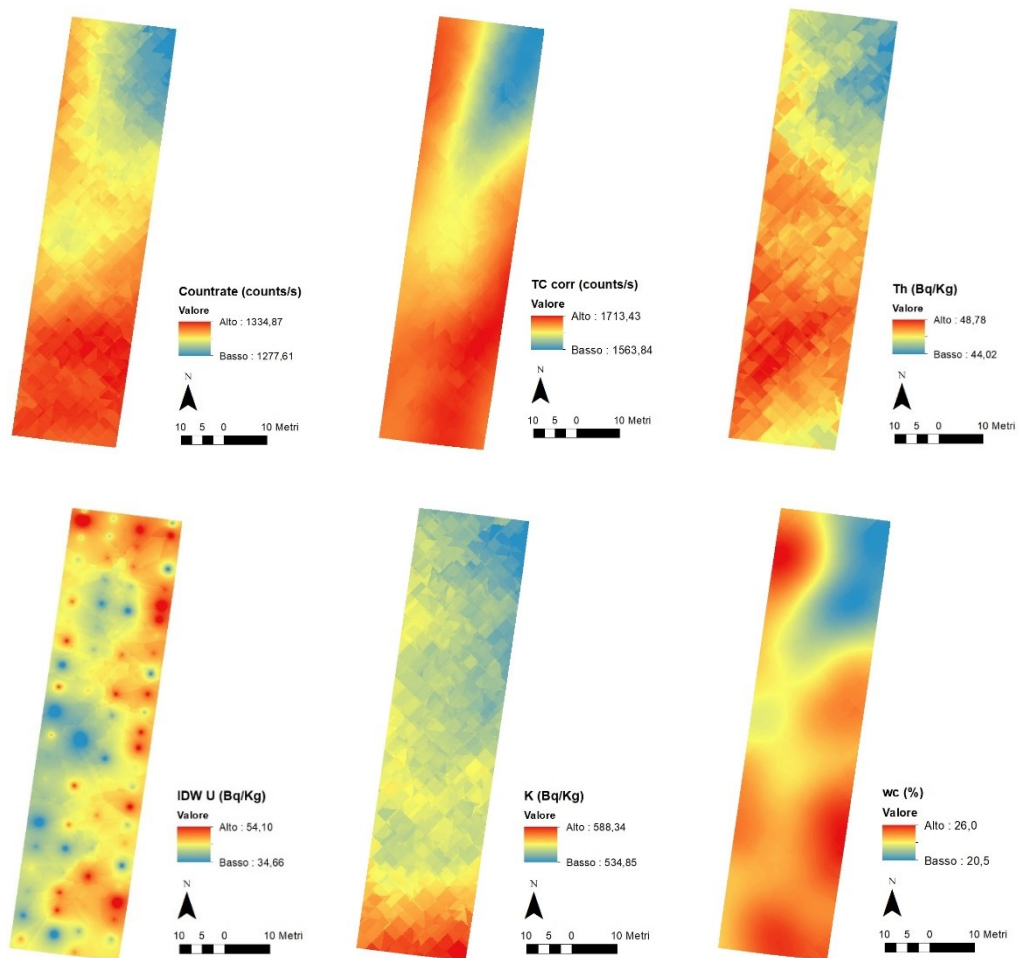 Countrate (counts/s)
Valore
Alto : 1334,87
Basso : 1277,61
N
10 5 0 10 Metri
TC corr (counts/s)
Valore
Alto : 1713,43
Basso : 1563,84
N
10 5 0 10 Metri
Th (Bq/Kg)
Valore
Alto : 48,78
Basso : 44,02
N
10 5 0 10 Metri
IDW U (Bq/Kg)
Valore
Alto : 54,10
Basso : 34,66
N
10 5 0 10 Metri
K (Bq/Kg)
Valore
Alto : 588,34
Basso : 534,85
N
10 5 0 10 Metri
wc (%)
Valore
Alto : 26,0
Basso : 20,5
N
10 5 0 10 Metri